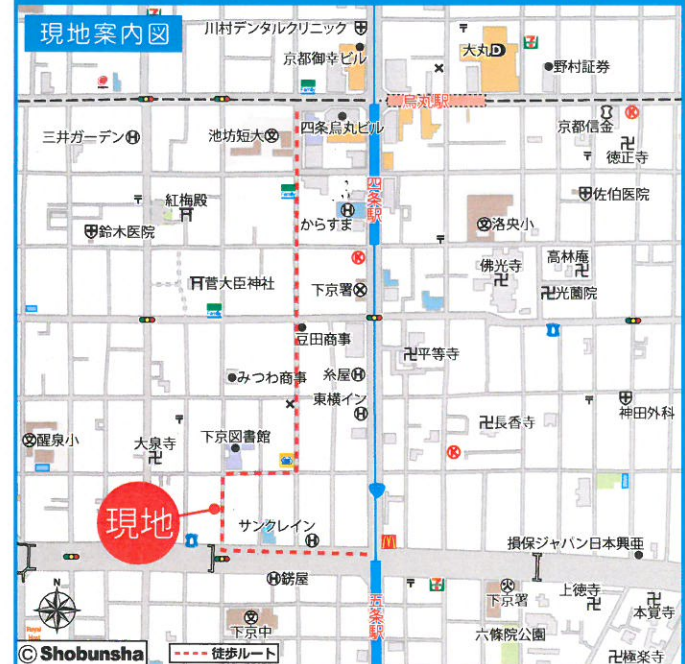 現地案内図
川村デンタルクリニック
京都御幸ビル
大丸
D
野村証券
烏丸駅
三井ガーデン
H
池坊短大
四条烏丸ビル
京都信金
徳正寺
四条駅
紅梅殿
からすま
H
佐伯医院
鈴木医院
洛央小
高林庵
佛光寺
菅大臣神社
下京署
光薗院
豆田商事
平等寺
みつわ商事
糸屋
H
東横イン
H
神田外科
長香寺
醒泉小
大泉寺
下京図書館
現地
サンクレイン
H
損保ジャパン日本興亜
H
錺屋
五条駅
下京署
上徳寺
本覚寺
N
下京中
六條院公園
極楽寺
© Shobunsha
徒歩ルート